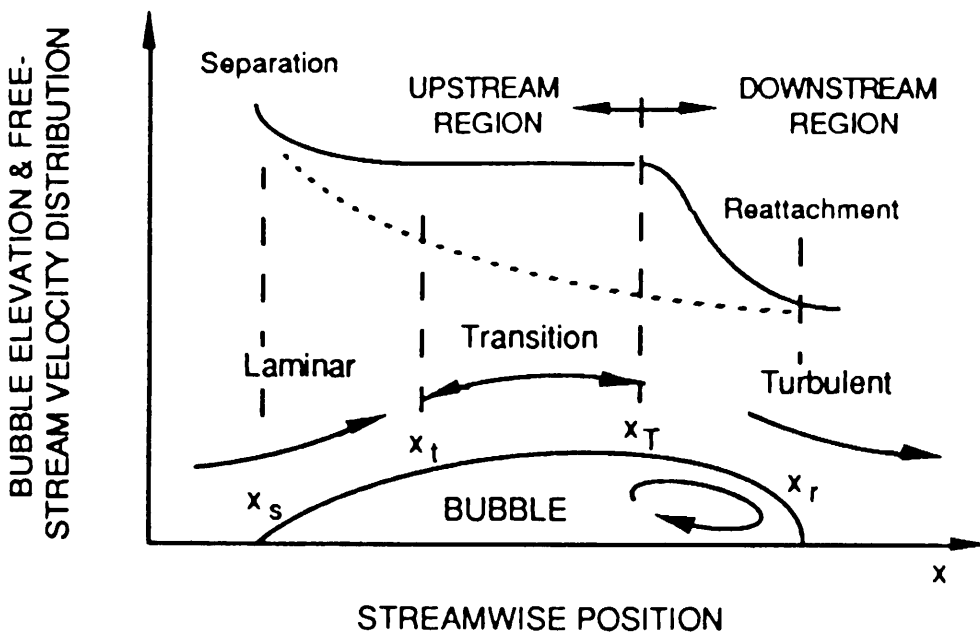 BUBBLE ELEVATION & FREE-
STREAM VELOCITY DISTRIBUTION
Separation
UPSTREAM
REGION
DOWNSTREAM
REGION
Reattachment
Laminar
Transition
Turbulent
x_t
x_T
x_s
x_r
BUBBLE
x
STREAMWISE POSITION